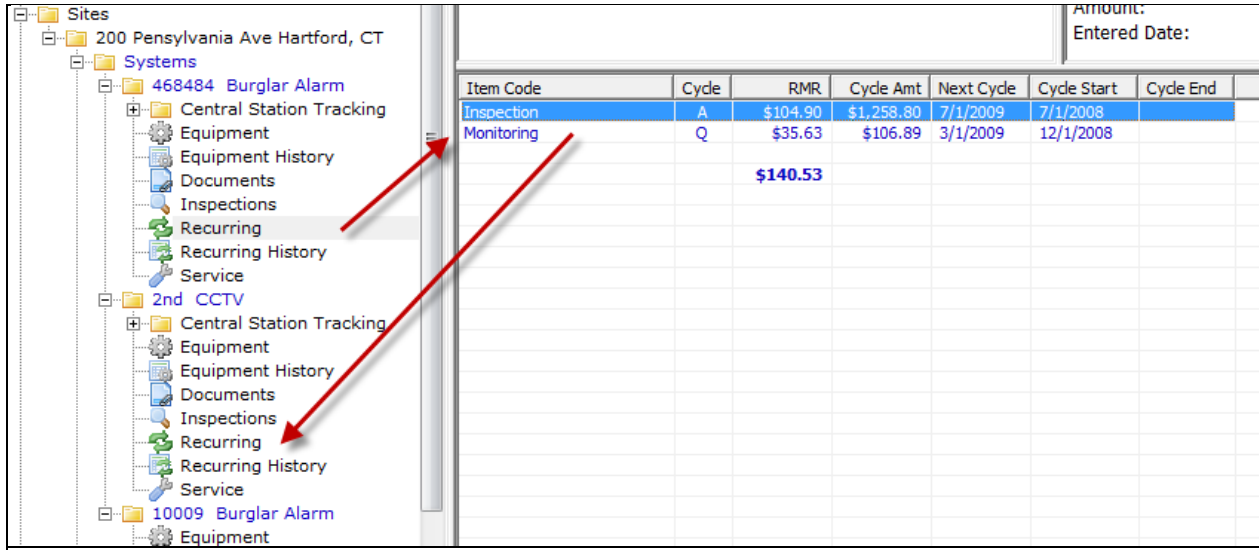 Sites
200 Pensylvania Ave Hartford, CT
Systems
468484 Burglar Alarm
Central Station Tracking
Equipment
Equipment History
Documents
Inspections
Recurring
Recurring History
Service
2nd CCTV
Central Station Tracking
Equipment
Equipment History
Documents
Inspections
Recurring
Recurring History
Service
10009 Burglar Alarm
Equipment
Amount:
Entered Date:
Item Code Cycle RMR Cycle Amt Next Cycle Cycle Start Cycle End
Inspection A $104.90 $1,258.80 7/1/2009 7/1/2008
Monitoring Q $35.63 $106.89 3/1/2009 12/1/2008
$140.53